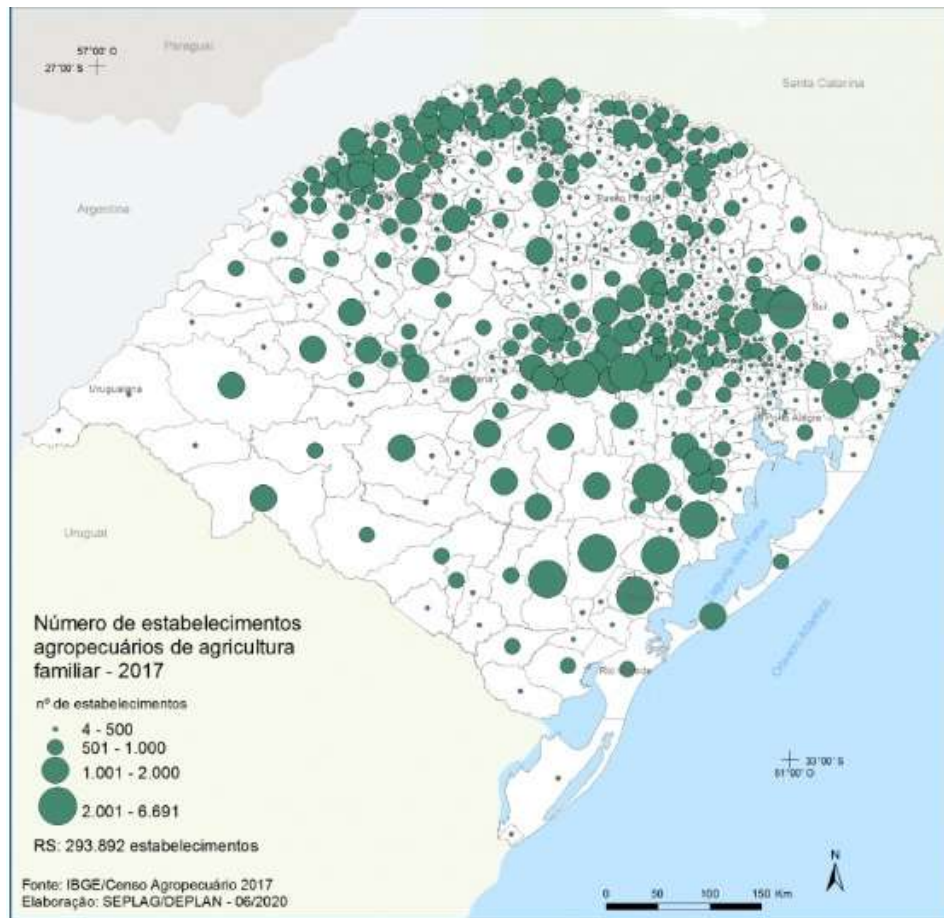 Paraguai
57°00' O
27°00' S
Santa Catarina
Argentina
Passo Fundo
Sul
Uruguaiana
Santa Maria
Porto Alegre
Uruguai
Laguna dos Patos
Oceano Atlântico
Rio Grande
Número de estabelecimentos
agropecuários de agricultura
familiar - 2017
nº de estabelecimentos
4 - 500
501 - 1.000
1.001 - 2.000
2.001 - 6.691
RS: 293.892 estabelecimentos
33°00' S
51°00' O
Fonte: IBGE/Censo Agropecuário 2017
Elaboração: SEPLAG/DEPLAN - 06/2020
N
0 50 100 150 Km